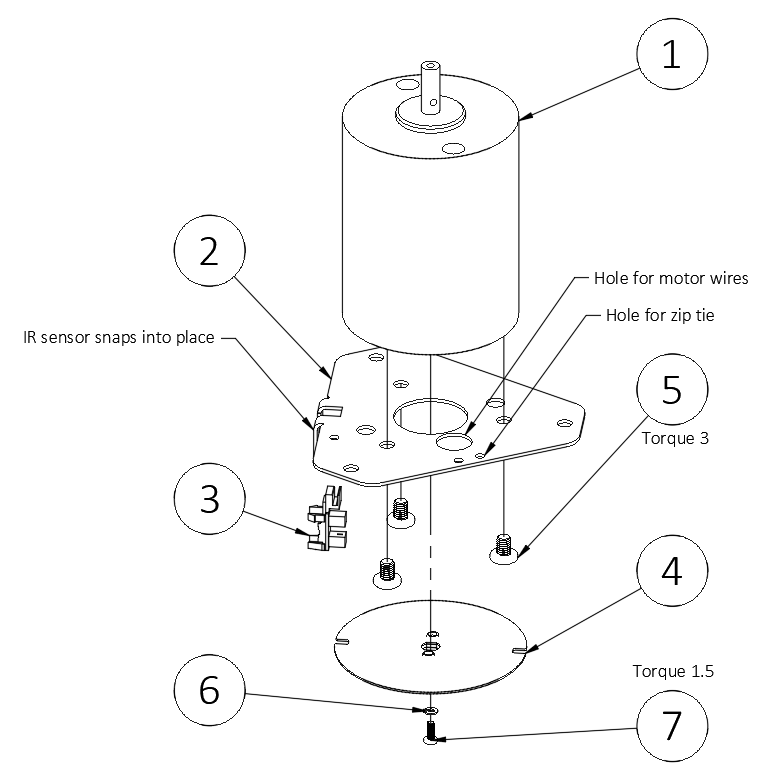 1
2
Hole for motor wires
Hole for zip tie
IR sensor snaps into place
5
Torque 3
3
4
Torque 1.5
6
7